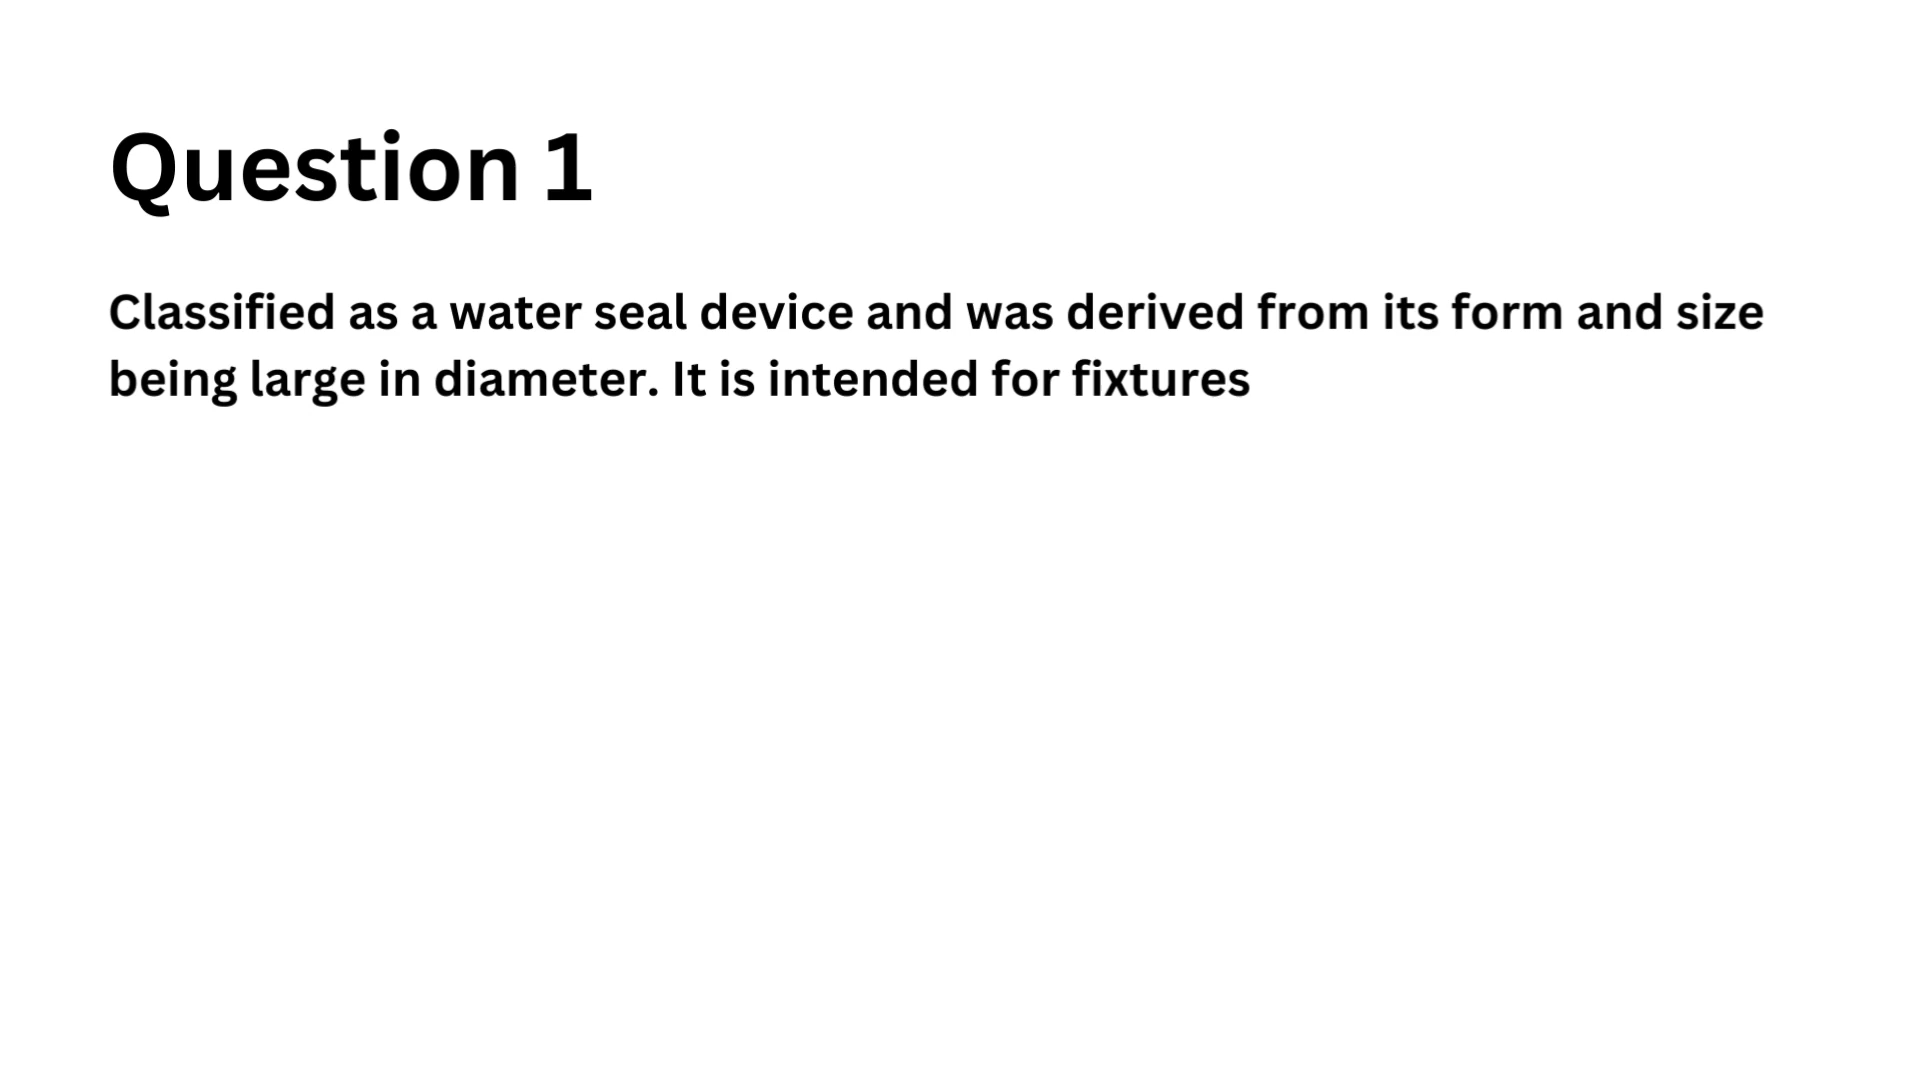 Question 1
Classified as a water seal device and was derived from its form and size
being large in diameter. It is intended for fixtures